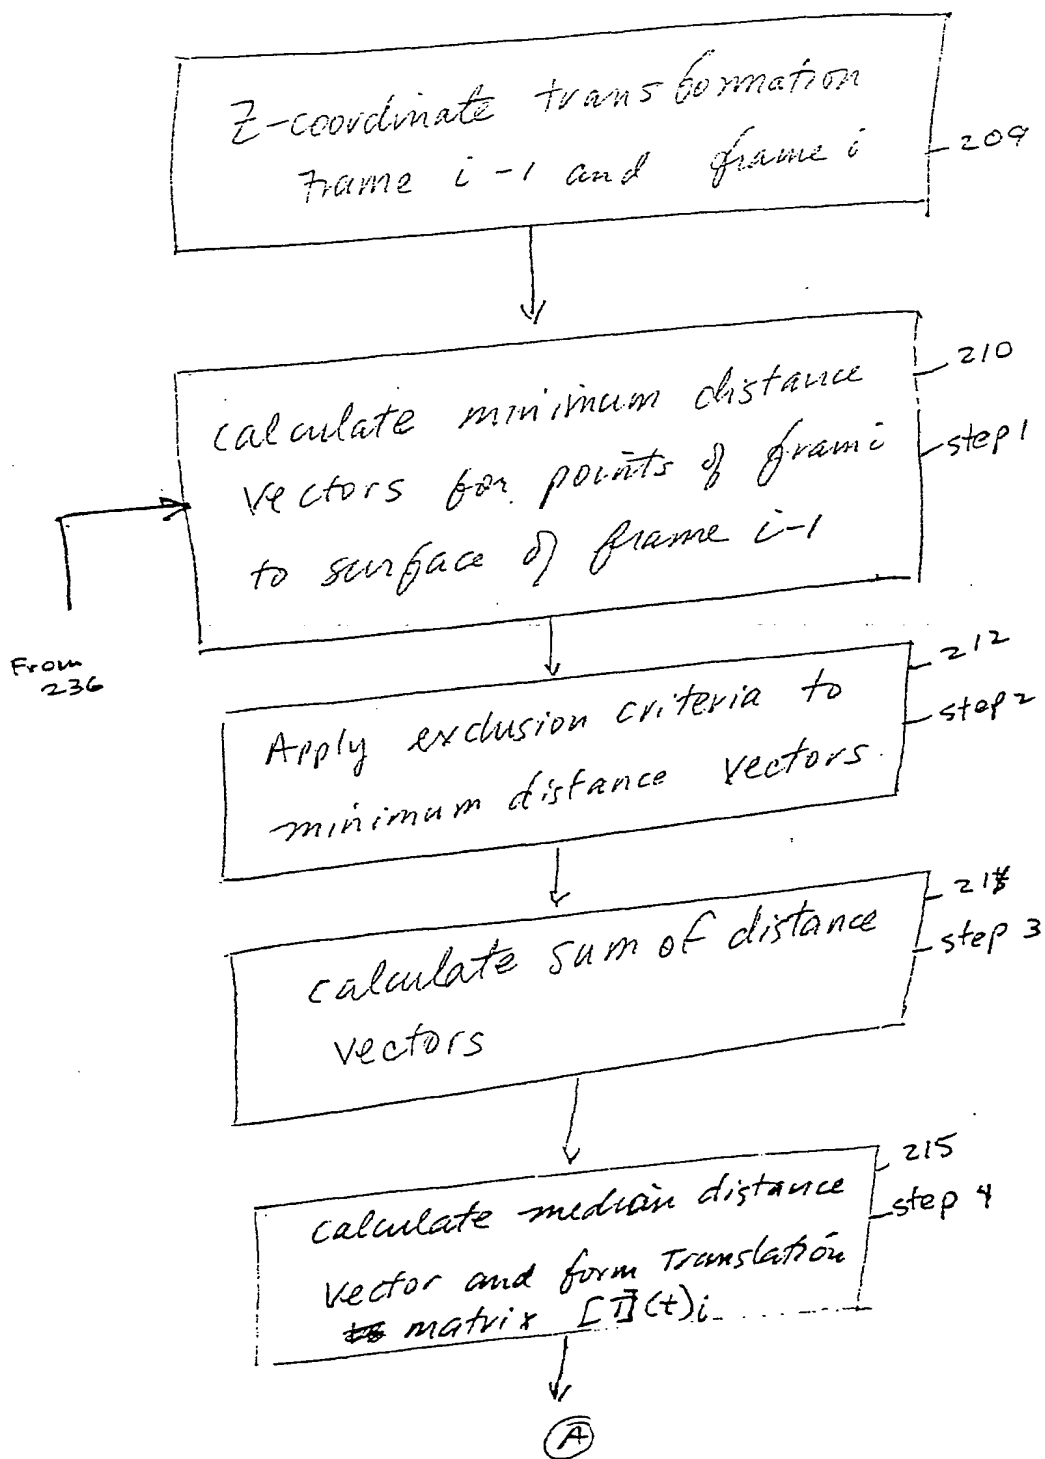 Z-coordinate transformation
Frame i-1 and frame i
209
210
calculate minimum distance
step 1
vectors for points of frami
to surface of frame i-1
From
236
212
Apply exclusion criteria to
step 2
minimum distance vectors.
calculate sum of distance
step 3
vectors
215
calculate median distance
step 4
vector and form Translation
matrix [T](t)i
A